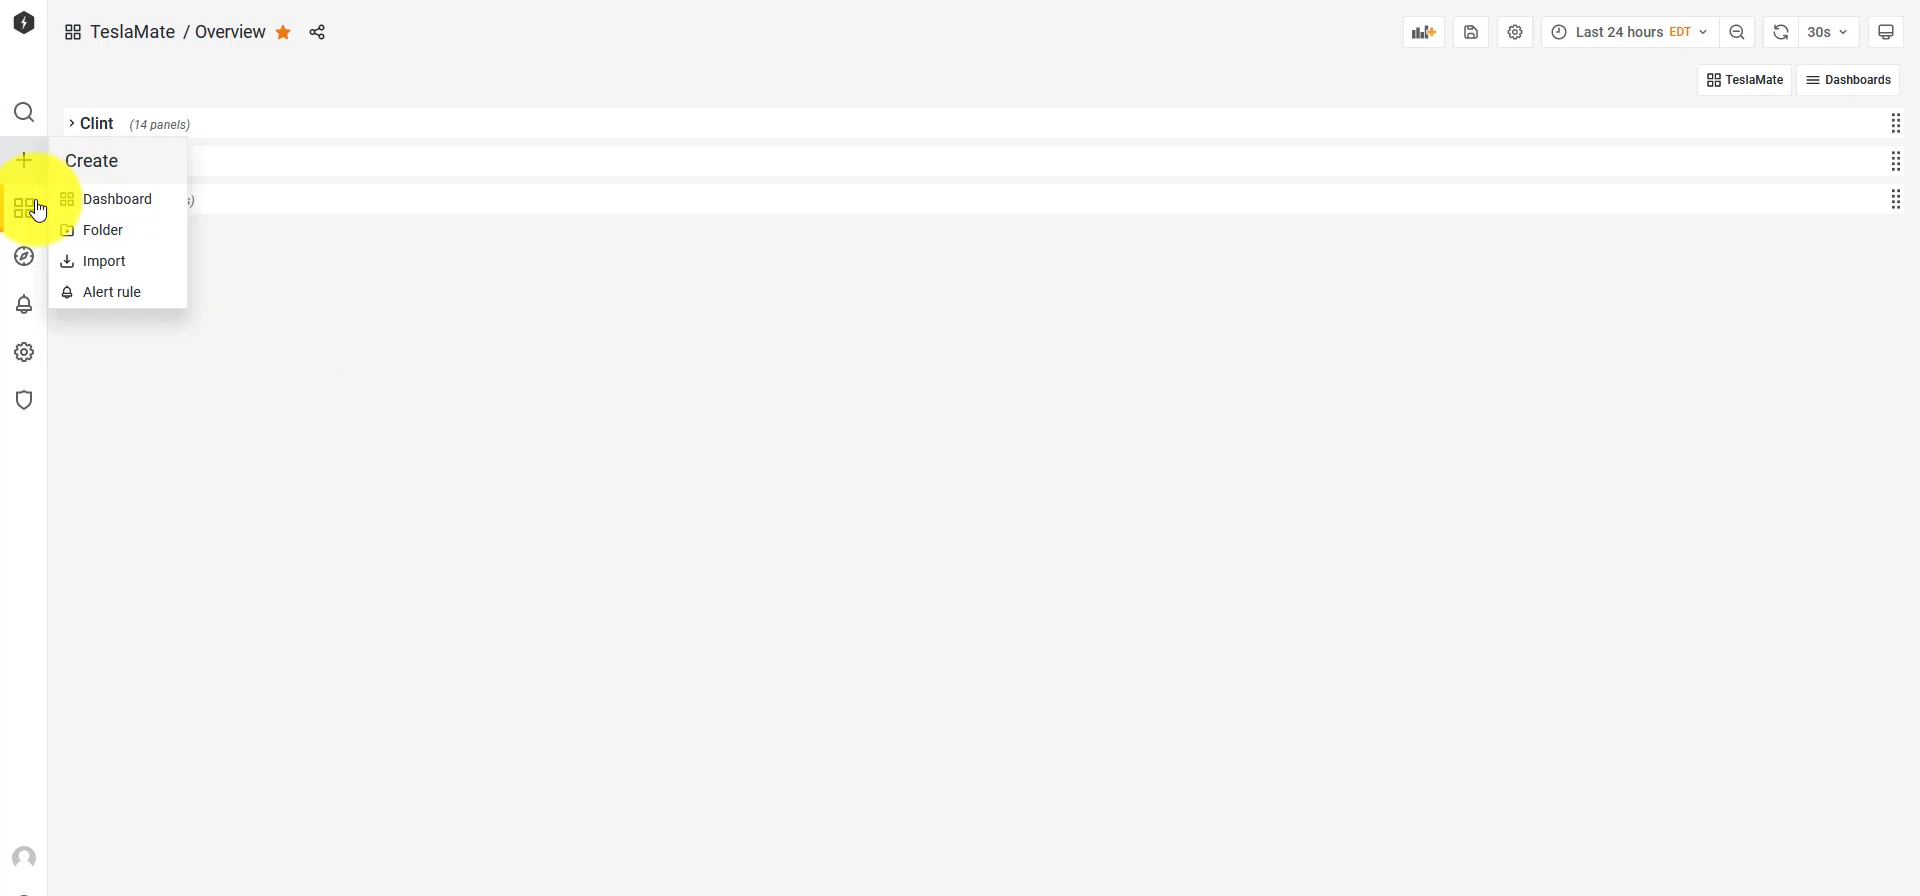 TeslaMate / Overview
Last 24 hours EDT
30s
TeslaMate
Dashboards
Clint (14 panels)
Create
Dashboard
Folder
Import
Alert rule